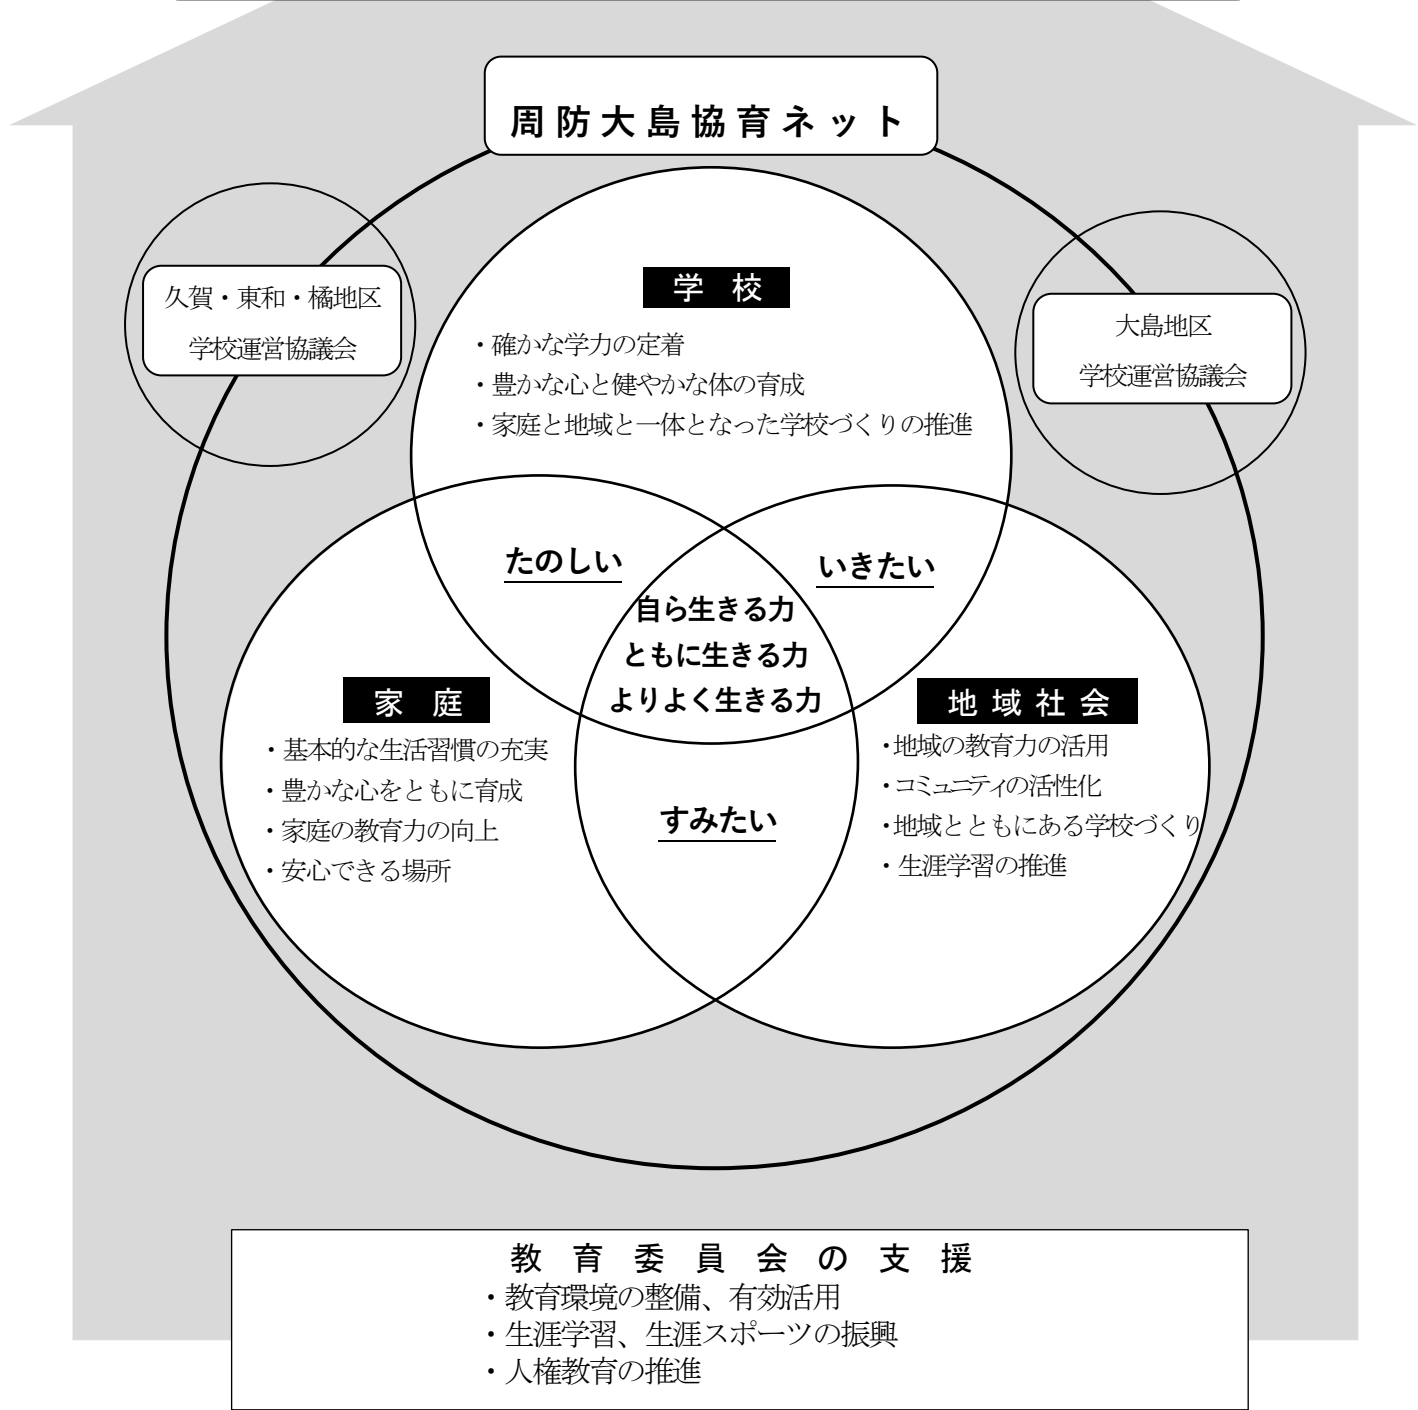 周防大島協育ネット
久賀・東和・橘地区
学校運営協議会
大島地区
学校運営協議会
学校
・確かな学力の定着
・豊かな心と健やかな体の育成
・家庭と地域と一体となった学校づくりの推進
たのしい
いきたい
自ら生きる力
ともに生きる力
よりよく生きる力
家庭
・基本的な生活習慣の充実
・豊かな心をともに育成
・家庭の教育力の向上
・安心できる場所
地域社会
・地域の教育力の活用
・コミュニティの活性化
・地域とともにある学校づくり
・生涯学習の推進
すみたい
教育委員会の支援
・教育環境の整備、有効活用
・生涯学習、生涯スポーツの振興
・人権教育の推進